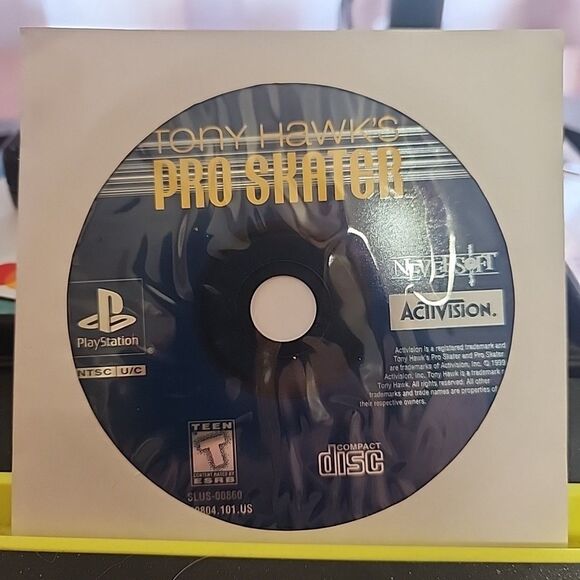 Tony Hawk's
PRO SKATER
NEVERSOFT
ACTIVISION.
PlayStation
NTSC U/C
Activision is a registered trademark and
Tony Hawk's Pro Skater and Pro Skater
are trademarks of Activision, Inc. © 1999
Activision, Inc. Tony Hawk is a trademark
Tony Hawk. All rights reserved. All other
trademarks and trade names are properties of
their respective owners.
TEEN
T
CONTENT RATED BY
ESRB
COMPACT
disc
SLUS-00860
0804.101.US